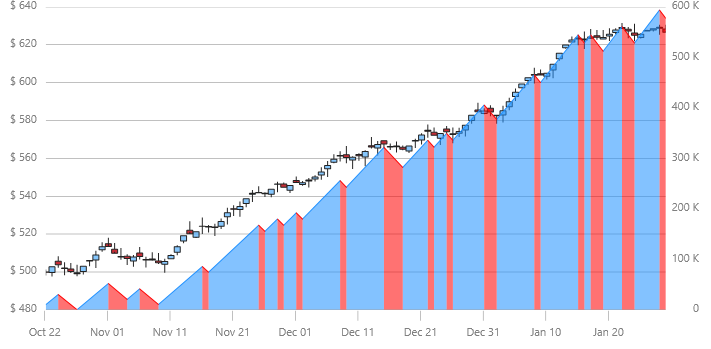 $ 640
$ 620
$ 600
$ 580
$ 560
$ 540
$ 520
$ 500
$ 480
600 K
500 K
400 K
300 K
200 K
100 K
0
Oct 22 Nov 01 Nov 11 Nov 21 Dec 01 Dec 11 Dec 21 Dec 31 Jan 10 Jan 20